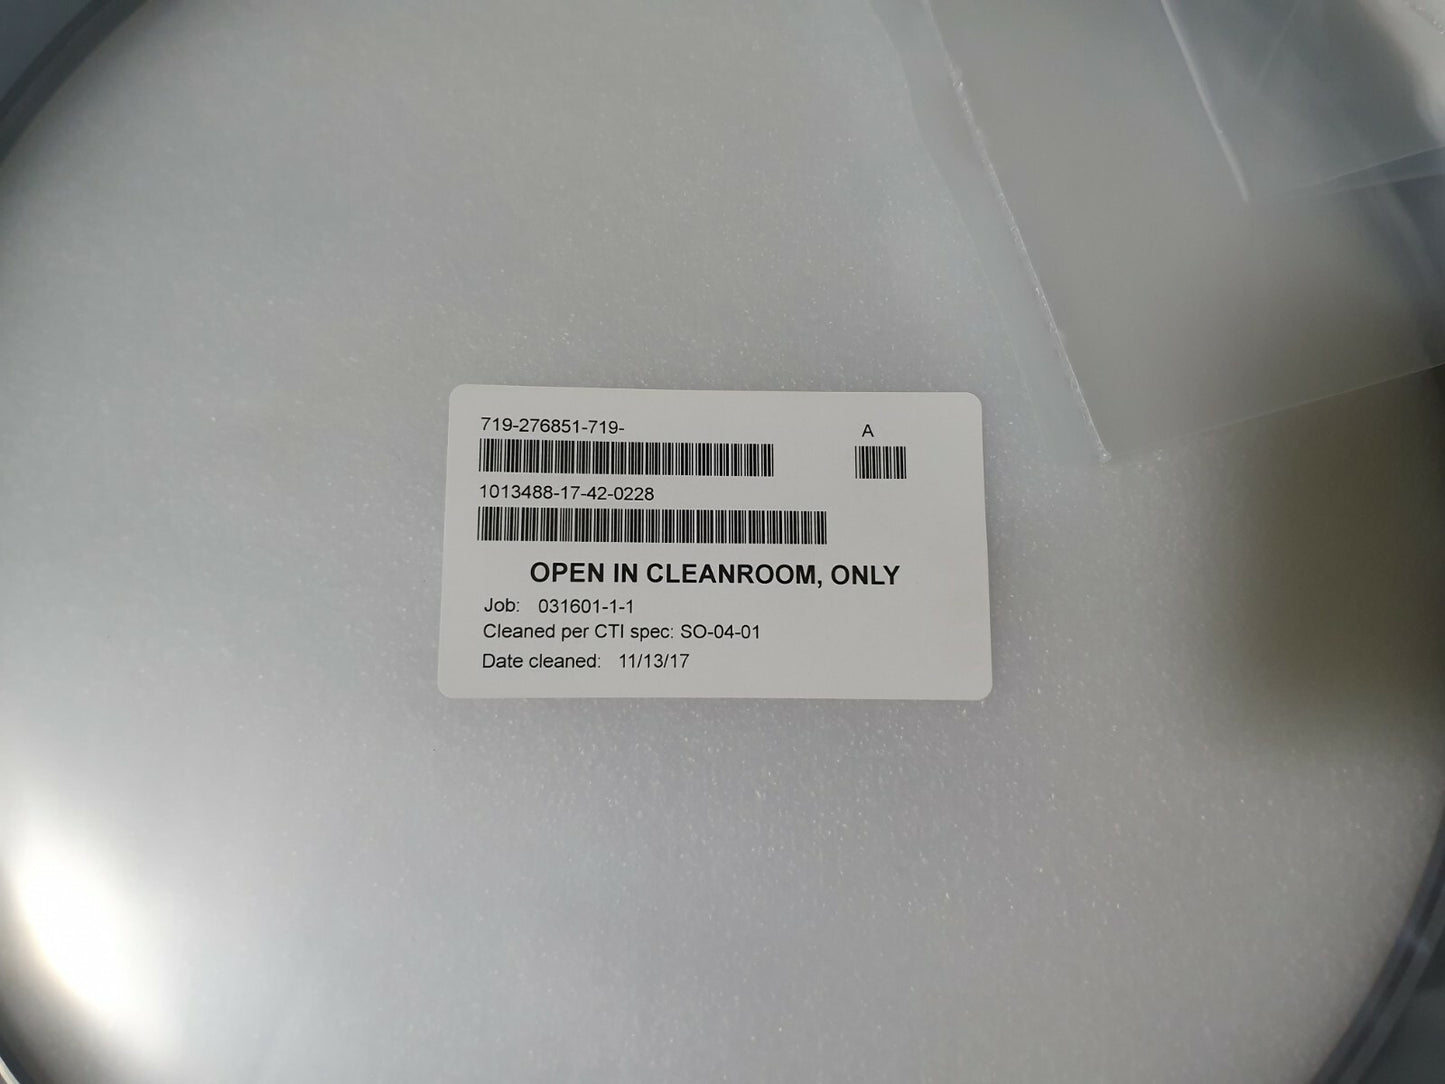 719-276851-719-
A
1013488-17-42-0228
OPEN IN CLEANROOM, ONLY
Job: 031601-1-1
Cleaned per CTI spec: SO-04-01
Date cleaned: 11/13/17